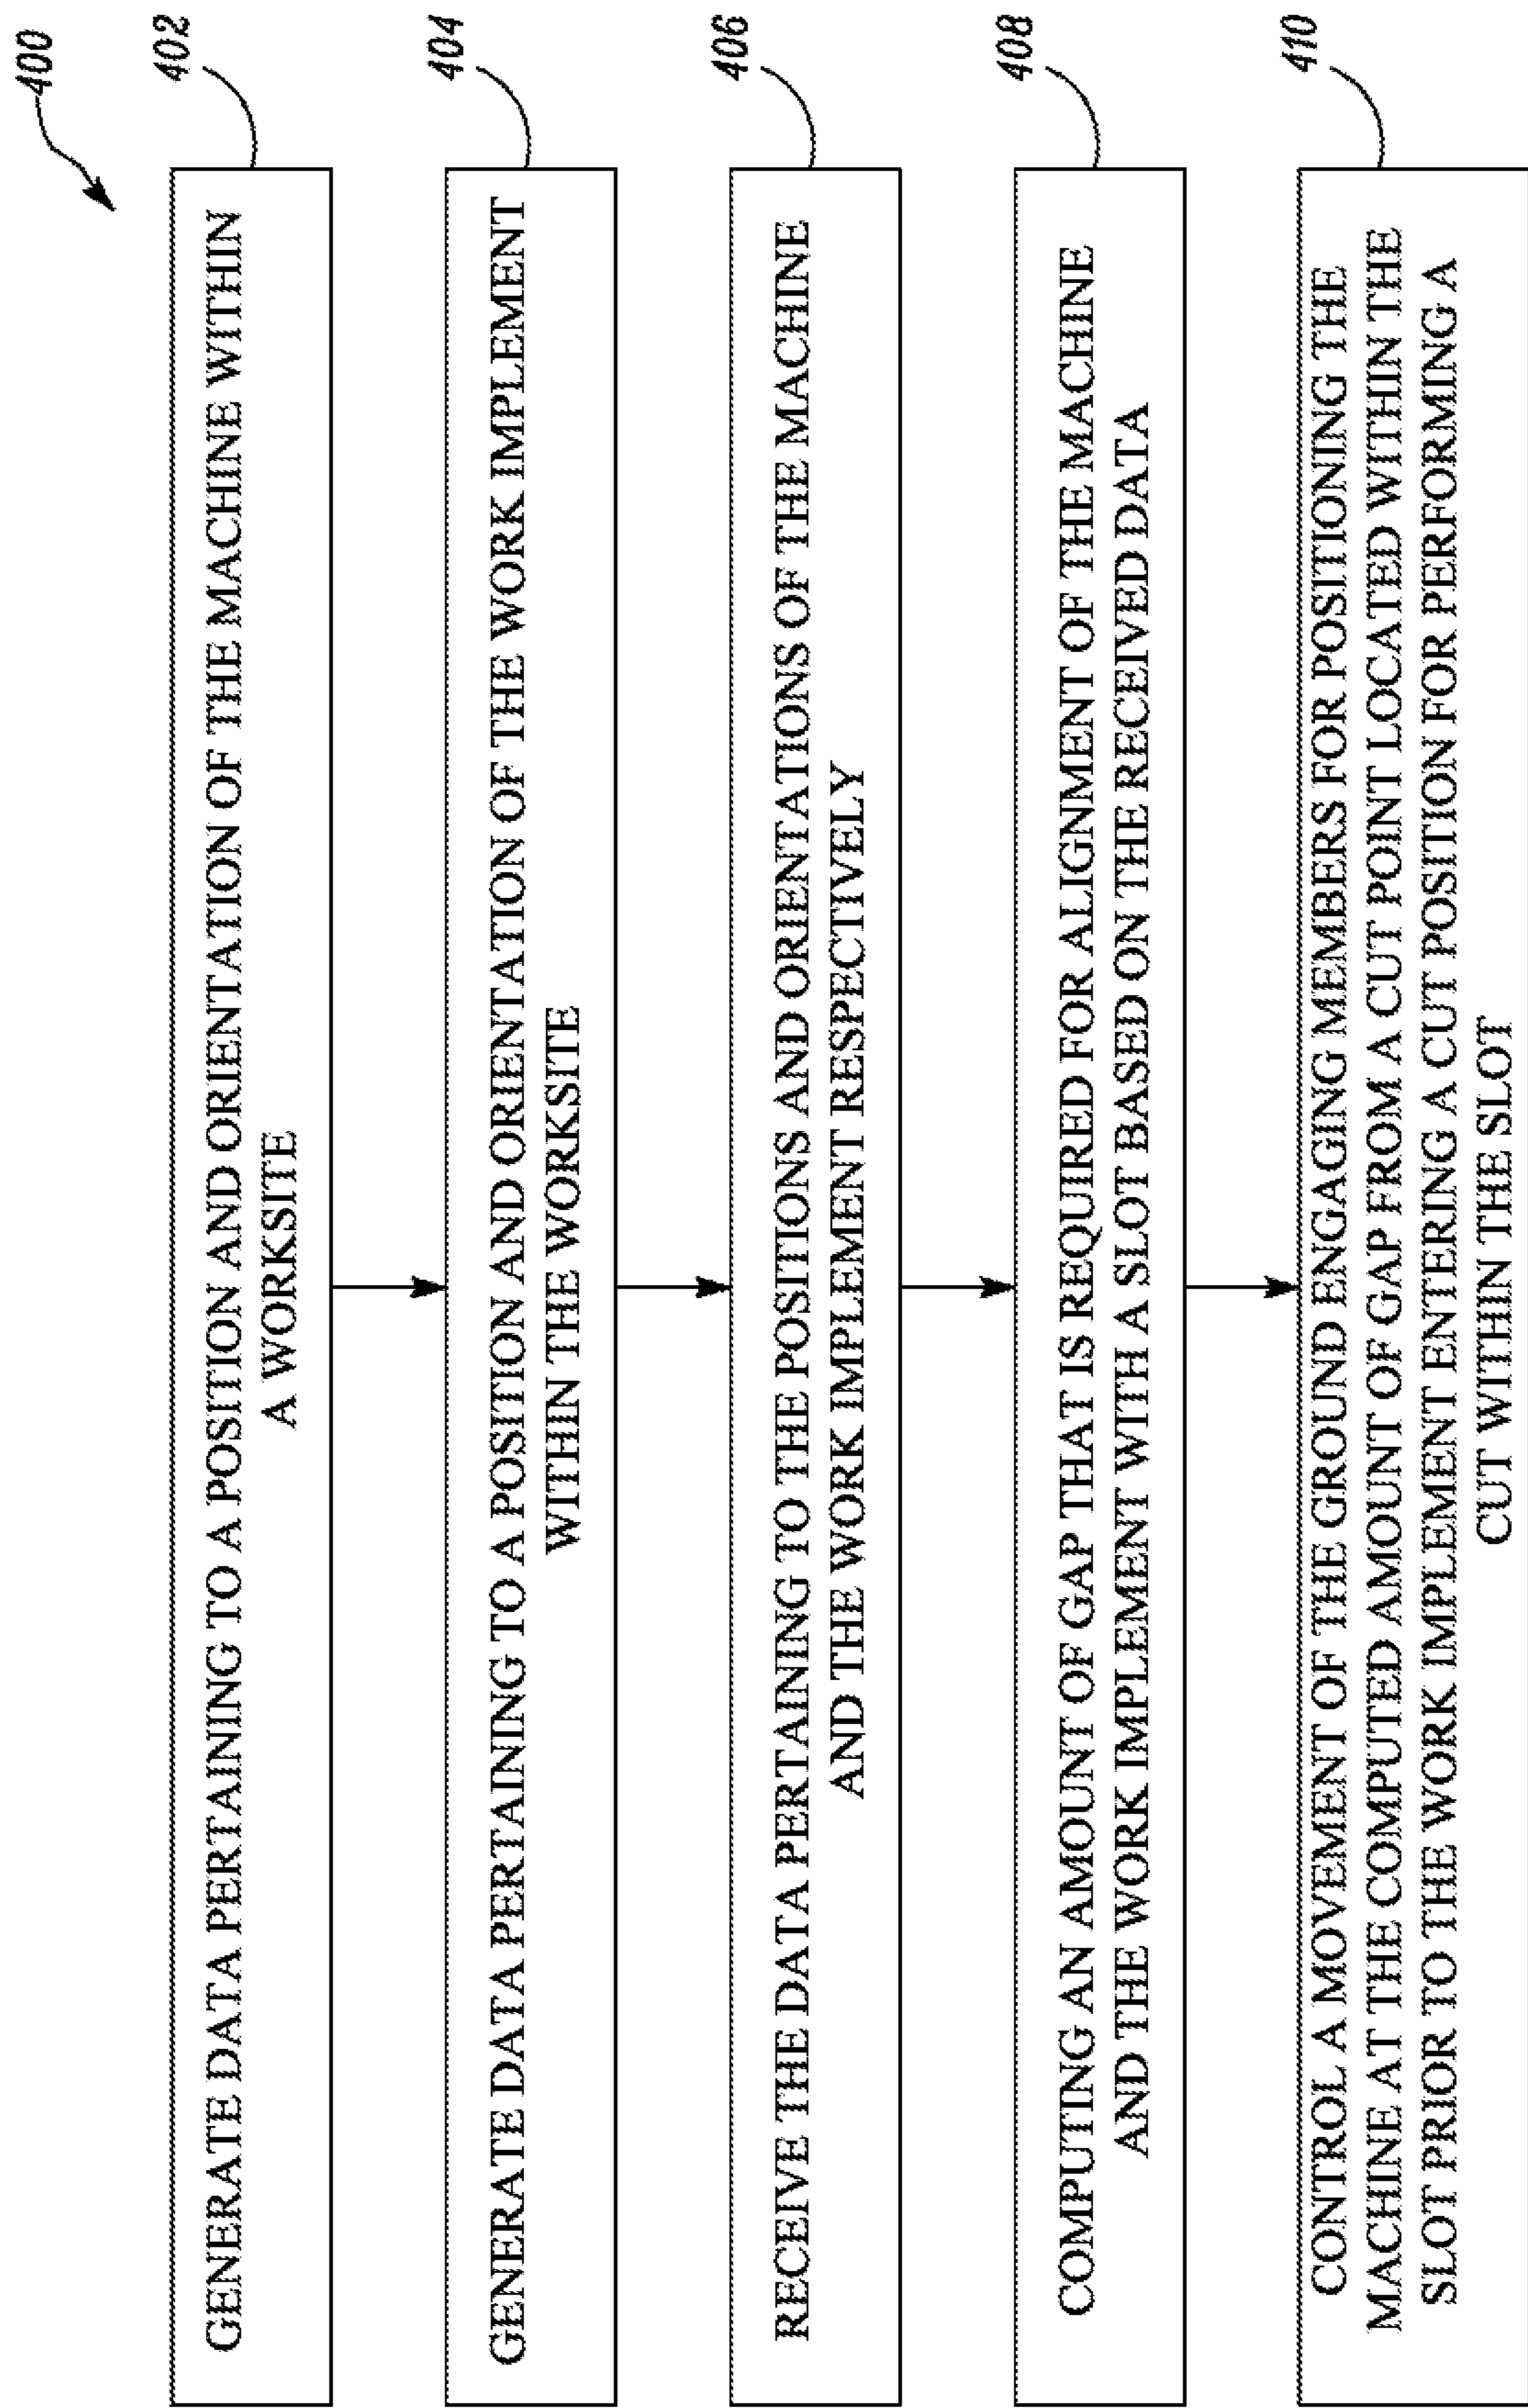 400
402
GENERATE DATA PERTAINING TO A POSITION AND ORIENTATION OF THE MACHINE WITHIN
A WORKSITE
404
GENERATE DATA PERTAINING TO A POSITION AND ORIENTATION OF THE WORK IMPLEMENT
WITHIN THE WORKSITE
406
RECEIVE THE DATA PERTAINING TO THE POSITIONS AND ORIENTATIONS OF THE MACHINE
AND THE WORK IMPLEMENT RESPECTIVELY
408
COMPUTING AN AMOUNT OF GAP THAT IS REQUIRED FOR ALIGNMENT OF THE MACHINE
AND THE WORK IMPLEMENT WITH A SLOT BASED ON THE RECEIVED DATA
410
CONTROL A MOVEMENT OF THE GROUND ENGAGING MEMBERS FOR POSITIONING THE
MACHINE AT THE COMPUTED AMOUNT OF GAP FROM A CUT POINT LOCATED WITHIN THE
SLOT PRIOR TO THE WORK IMPLEMENT ENTERING A CUT POSITION FOR PERFORMING A
CUT WITHIN THE SLOT